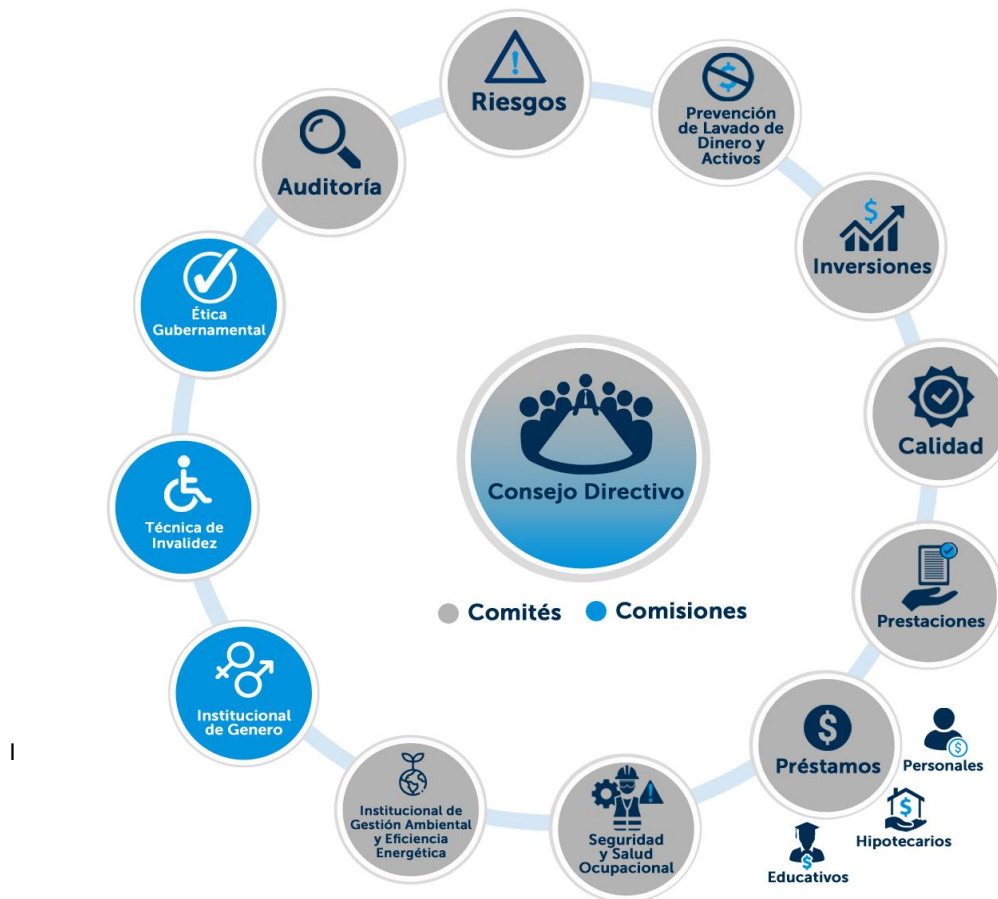 Riesgos
Prevención
de Lavado de
Dinero y
Activos
Auditoría
Inversiones
Ética
Gubernamental
Calidad
Consejo Directivo
Técnica de
Invalidez
Comités
Comisiones
Prestaciones
Institucional
de Genero
Préstamos
Personales
Hipotecarios
Educativos
Institucional de
Gestión Ambiental
y Eficiencia
Energética
Seguridad
y Salud
Ocupacional
I